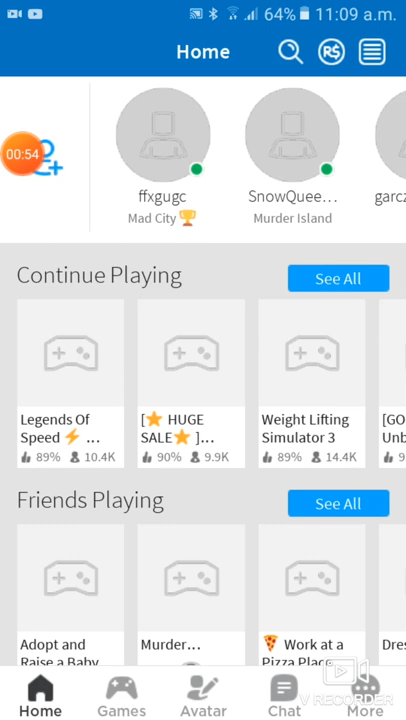 64% 11:09 a.m.
Home R$
00:54
ffxgugc SnowQuee... garcz
Mad City 🏆 Murder Island
Continue Playing See All
Legends Of [⭐ HUGE Weight Lifting [GO
Speed ⚡ ... SALE⭐ ]... Simulator 3 Unb
89% 10.4K 90% 9.9K 89% 14.4K 9
Friends Playing See All
Adopt and Murder... 🍕 Work at a Dres
Raise a Baby Pizza Place
V RECORDER
Home Games Avatar Chat More